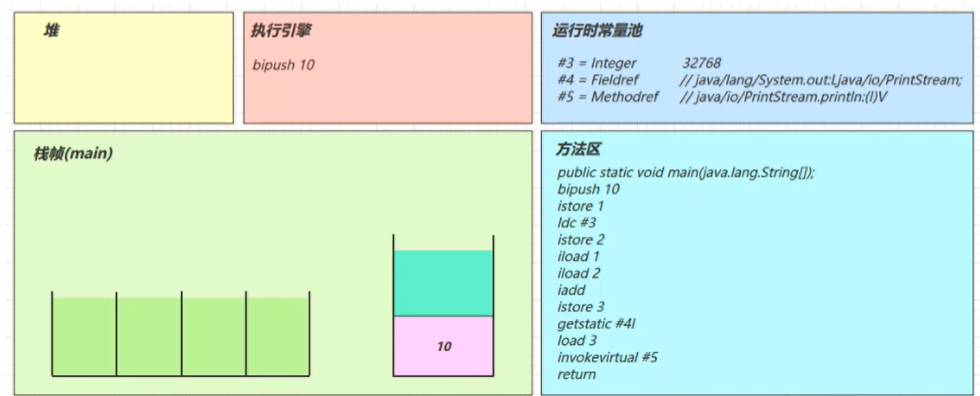 堆
执行引擎
bipush 10
运行时常量池
#3 = Integer 32768
#4 = Fieldref // java/lang/System.out:Ljava/io/PrintStream;
#5 = Methodref // java/io/PrintStream.println:(I)V
栈帧(main)
10
方法区
public static void main(java.lang.String[]);
bipush 10
istore 1
ldc #3
istore 2
iload 1
iload 2
iadd
istore 3
getstatic #4I
load 3
invokevirtual #5
return